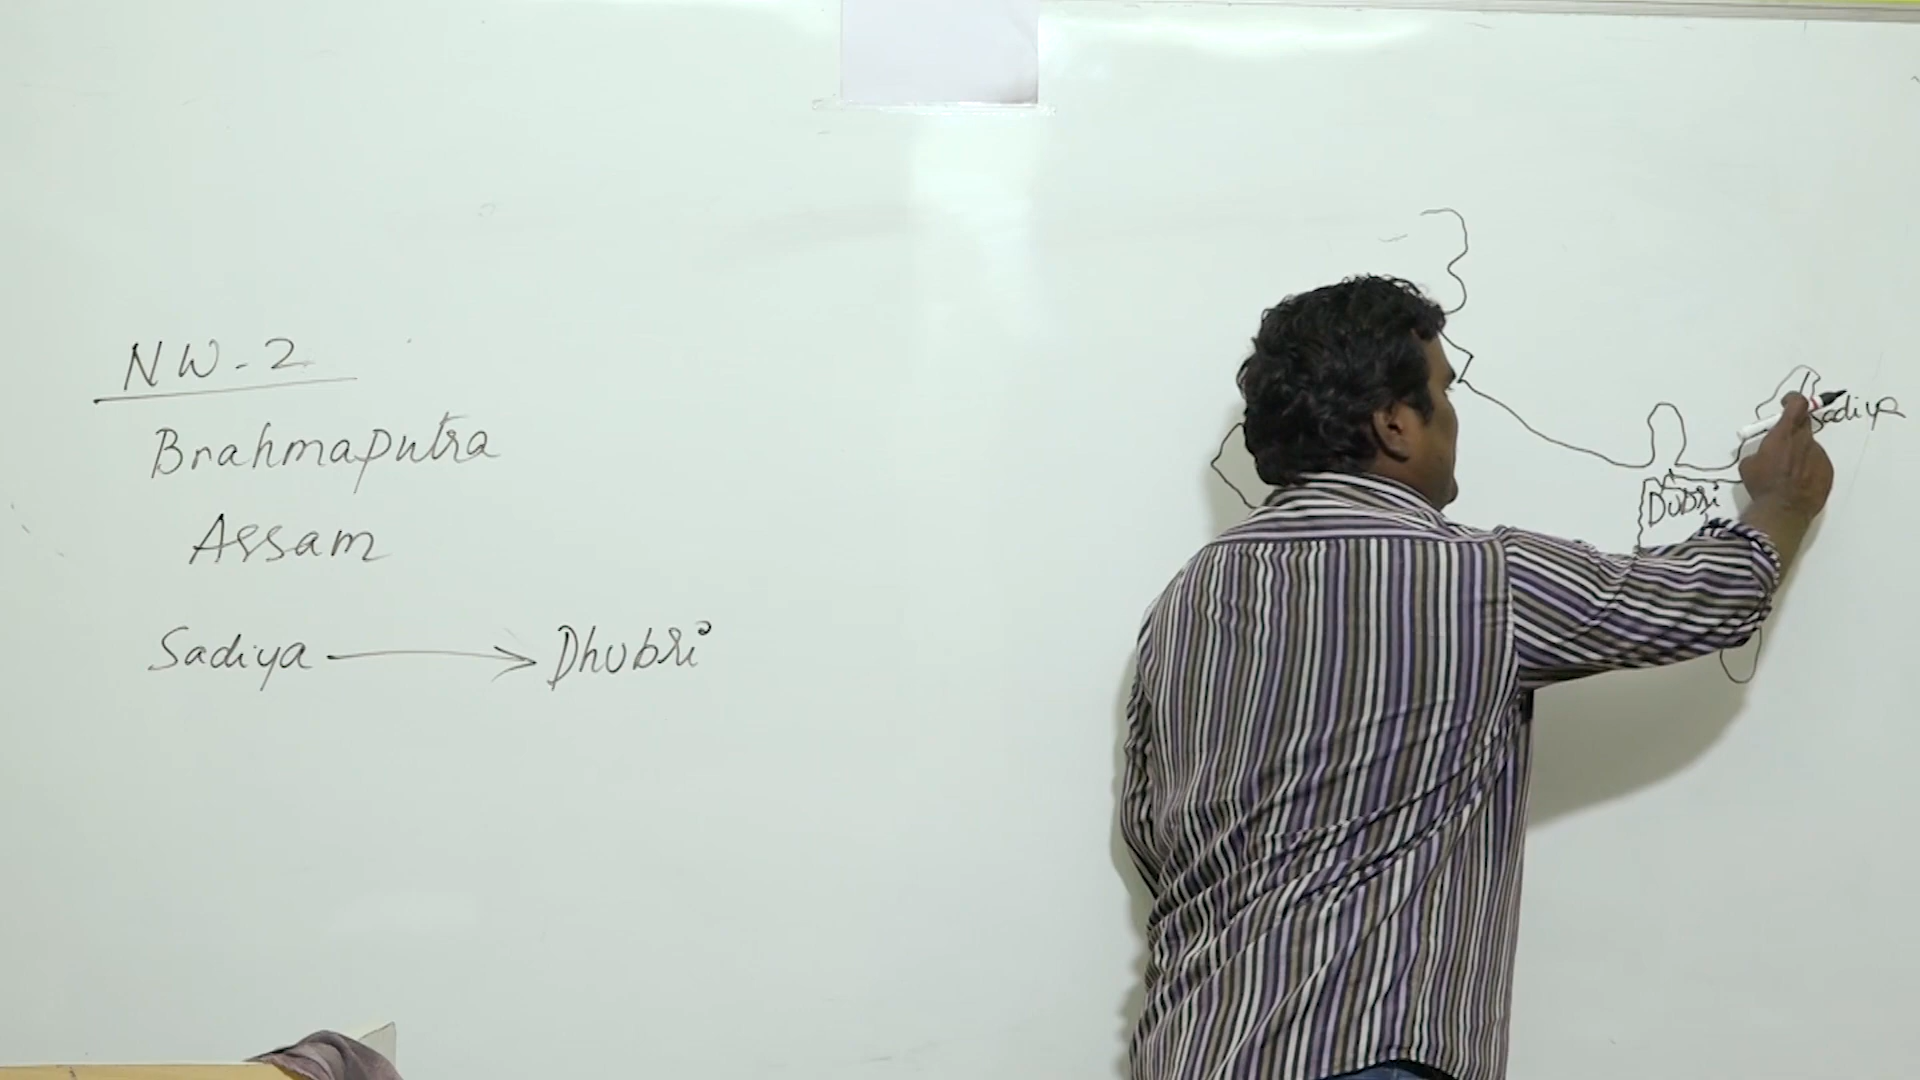 NW-2
Brahmaputra
Assam
Sadiya → Dhubri
Sadiya
Dubri